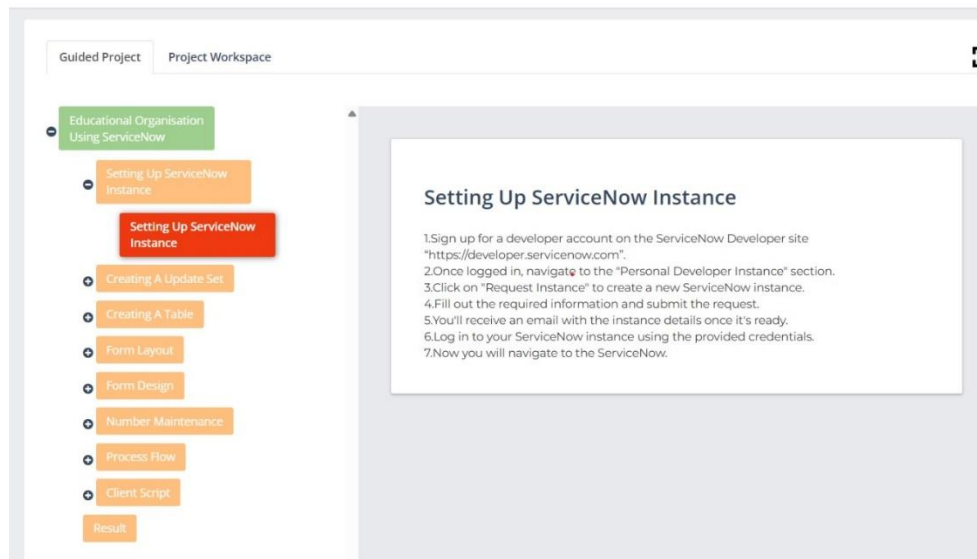 Guided Project
Project Workspace
Educational Organisation
Using ServiceNow
Setting Up ServiceNow
Instance
Setting Up ServiceNow
Instance
Creating A Update Set
Creating A Table
Form Layout
Form Design
Number Maintenance
Process Flow
Client Script
Result
Setting Up ServiceNow Instance
1.Sign up for a developer account on the ServiceNow Developer site
“https://developer.servicenow.com”.
2.Once logged in, navigate to the "Personal Developer Instance" section.
3.Click on "Request Instance" to create a new ServiceNow instance.
4.Fill out the required information and submit the request.
5.You'll receive an email with the instance details once it's ready.
6.Log in to your ServiceNow instance using the provided credentials.
7.Now you will navigate to the ServiceNow.